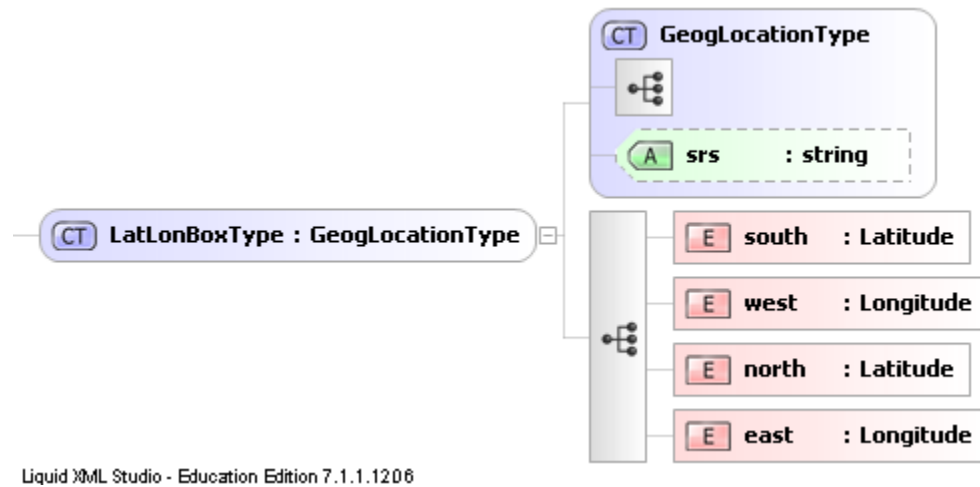 CT GeogLocationType
A srs : string
CT LatLonBoxType : GeogLocationType
E south : Latitude
E west : Longitude
E north : Latitude
E east : Longitude
Liquid XML Studio - Education Edition 7.1.1.1206